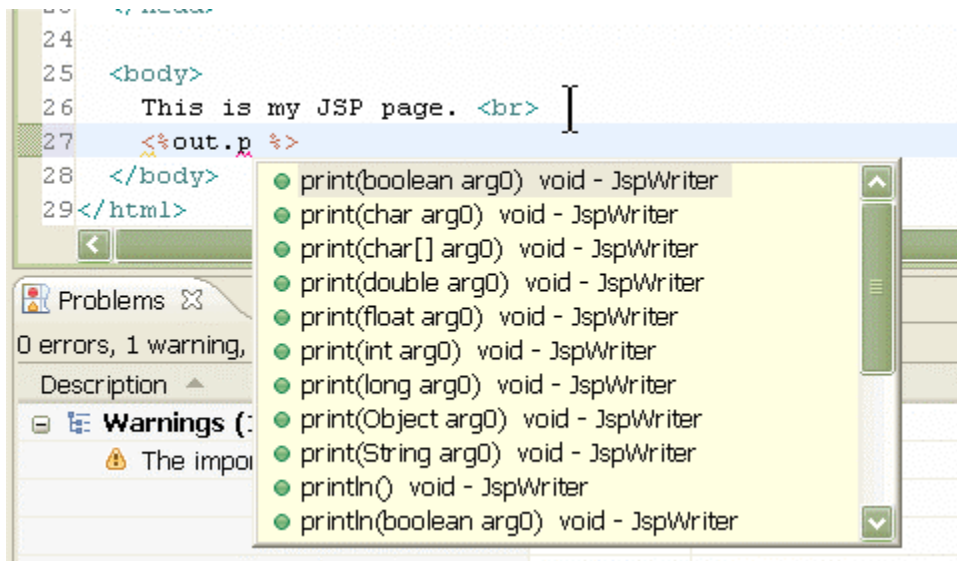 24
25 <body>
26 This is my JSP page. <br>
27 <%out.p %>
28 </body>
29 </html>
print(boolean arg0) void - JspWriter
print(char arg0) void - JspWriter
print(char[] arg0) void - JspWriter
print(double arg0) void - JspWriter
print(float arg0) void - JspWriter
print(int arg0) void - JspWriter
print(long arg0) void - JspWriter
print(Object arg0) void - JspWriter
print(String arg0) void - JspWriter
println() void - JspWriter
println(boolean arg0) void - JspWriter
Problems
0 errors, 1 warning,
Description
Warnings (
The impo